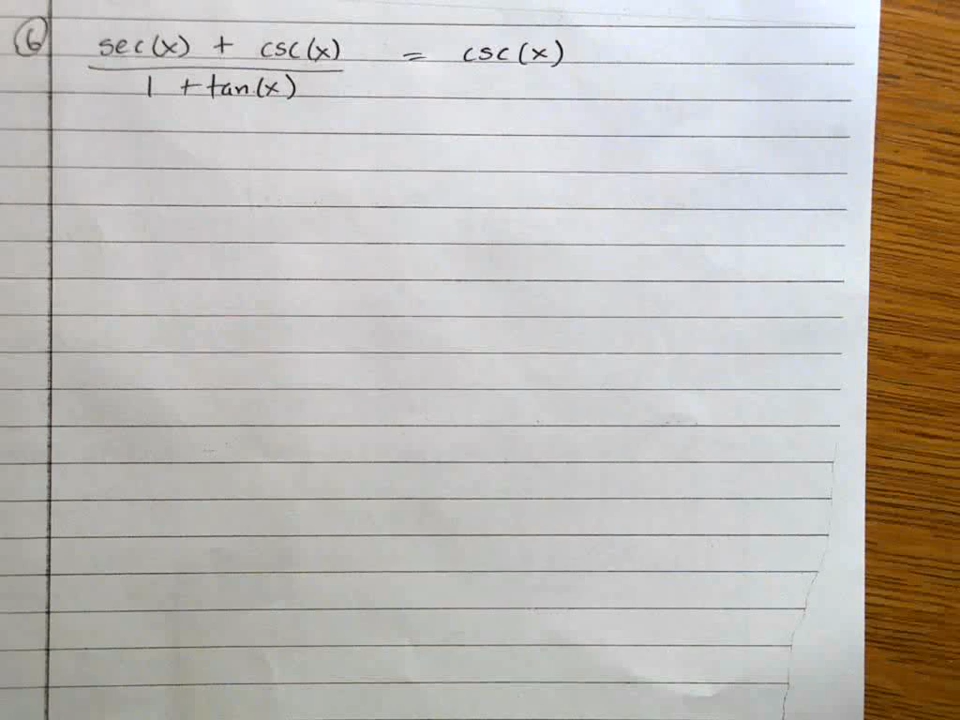 6 sec(x) + csc(x) = csc(x)
1 + tan(x)